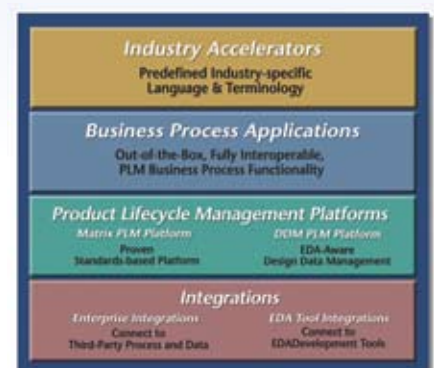 Industry Accelerators
Predefined Industry-specific
Language & Terminology
Business Process Applications
Out-of-the-Box, Fully Interoperable,
PLM Business Process Functionality
Product Lifecycle Management Platforms
Matrix PLM Platform
Proven
Standards-based Platform
DDM PLM Platform
EDA-Aware
Design Data Management
Integrations
Enterprise Integrations
Connect to
Third-Party Process and Data
EDA Tool Integrations
Connect to
EDADevelopment Tools